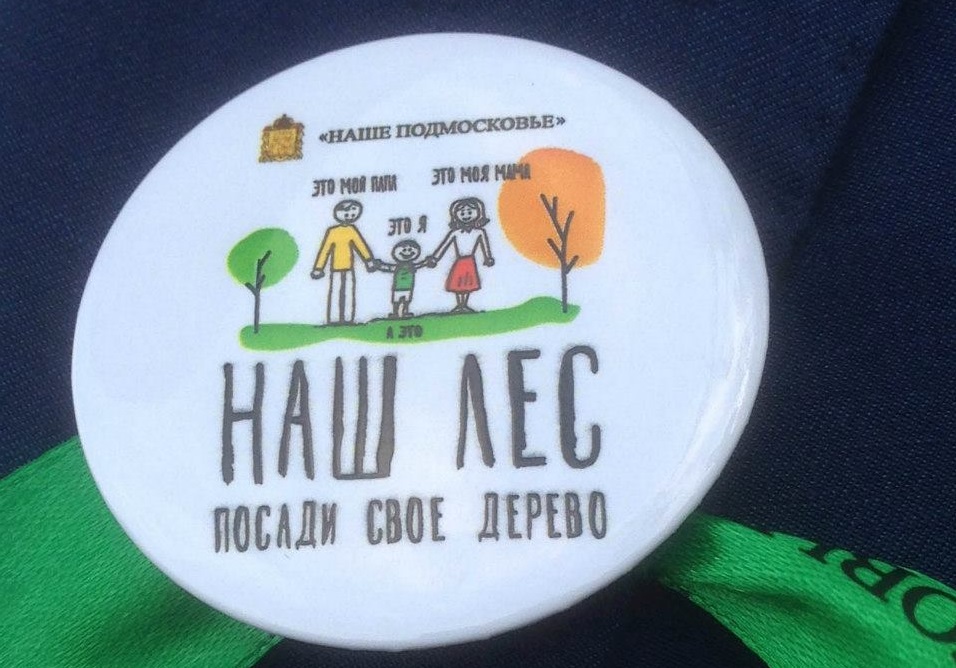 «НАШЕ ПОДМОСКОВЬЕ»
ЭТО МОЙ ПАПА
ЭТО МОЯ МАМА
ЭТО Я
А ЭТО
НАШ ЛЕС
ПОСАДИ СВОЕ ДЕРЕВО